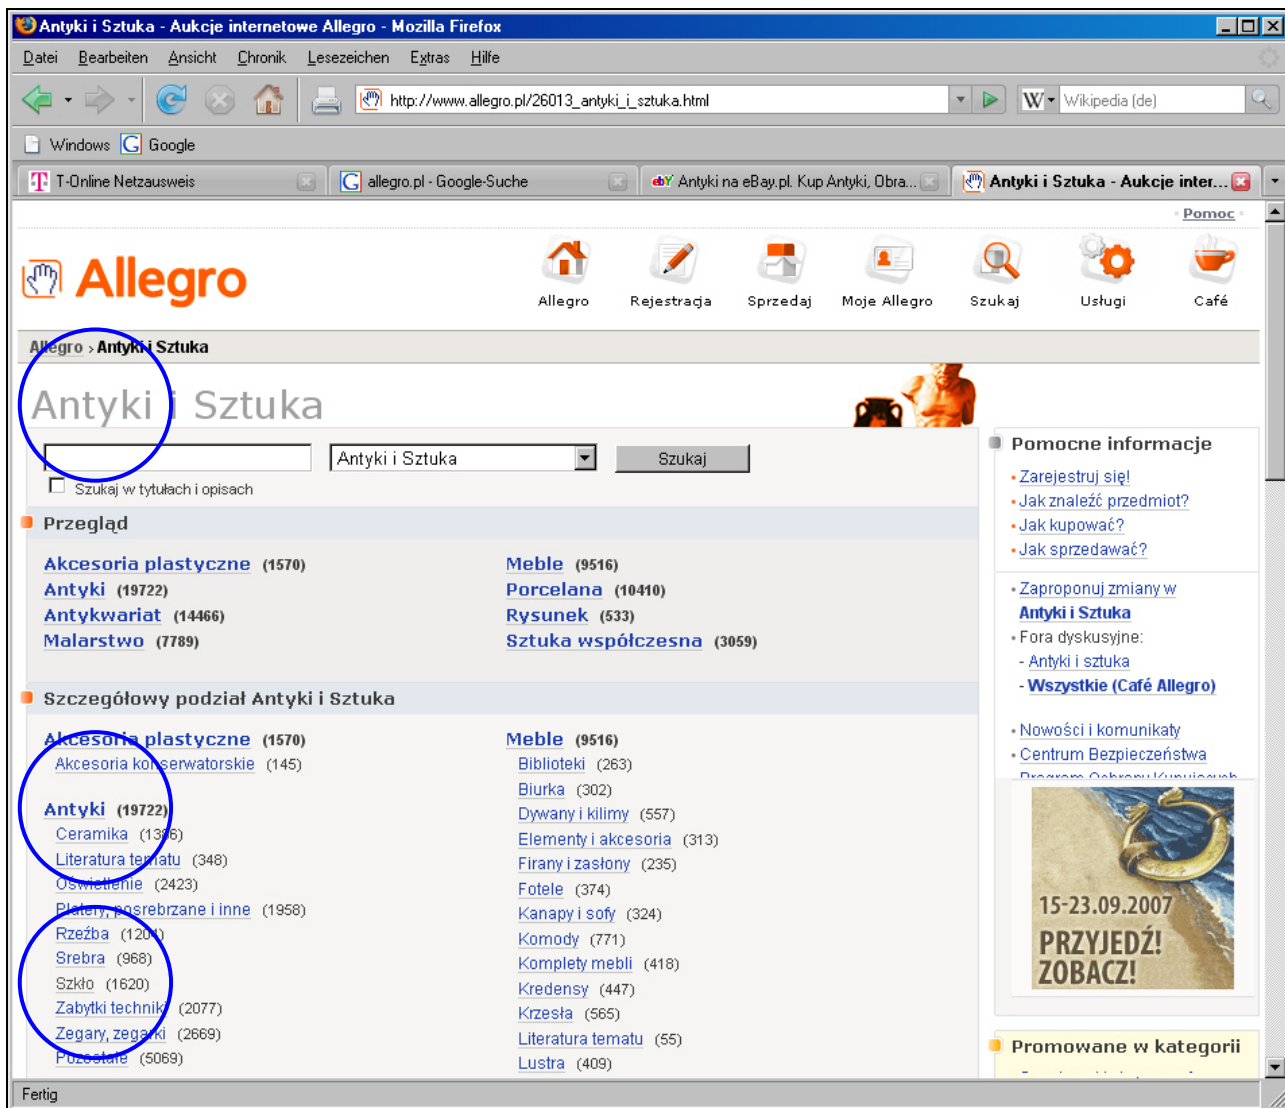 Antyki i Sztuka - Aukcje internetowe Allegro - Mozilla Firefox
Datei Bearbeiten Ansicht Chronik Lesezeichen Extras Hilfe
http://www.allegro.pl/26013_antyki_i_sztuka.html
W Wikipedia (de)
Windows G Google
T-Online Netzausweis
G allegro.pl - Google-Suche
ebY Antyki na eBay.pl. Kup Antyki, Obra...
Antyki i Sztuka - Aukcje inter...
Pomoc
Allegro
Allegro Rejestracja Sprzedaj Moje Allegro Szukaj Usługi Café
Allegro > Antyki i Sztuka
Antyki i Sztuka
Antyki i Sztuka
Szukaj
Szukaj w tytułach i opisach
Przegląd
Akcesoria plastyczne (1570)
Antyki (19722)
Antykwariat (14466)
Malarstwo (7789)
Meble (9516)
Porcelana (10410)
Rysunek (533)
Sztuka współczesna (3059)
Szczegółowy podział Antyki i Sztuka
Akcesoria plastyczne (1570)
Akcesoria konserwatorskie (145)
Antyki (19722)
Ceramika (1386)
Literatura tematu (348)
Oświetlenie (2423)
Platery, posrebrzane i inne (1958)
Rzeźba (1204)
Srebra (968)
Szkło (1620)
Zabytki techniki (2077)
Zegary, zegarki (2669)
Pozostałe (5069)
Meble (9516)
Biblioteki (263)
Biurka (302)
Dywany i kilimy (557)
Elementy i akcesoria (313)
Firany i zasłony (235)
Fotele (374)
Kanapy i sofy (324)
Komody (771)
Komplety mebli (418)
Kredensy (447)
Krzesła (565)
Literatura tematu (55)
Lustra (409)
Pomocne informacje
Zarejestruj się!
Jak znaleźć przedmiot?
Jak kupować?
Jak sprzedawać?
Zaproponuj zmiany w
Antyki i Sztuka
Fora dyskusyjne:
- Antyki i sztuka
- Wszystkie (Café Allegro)
Nowości i komunikaty
Centrum Bezpieczeństwa
Program Ochrony Kupujących
15-23.09.2007
PRZYJEDŹ!
ZOBACZ!
Promowane w kategorii
Fertig